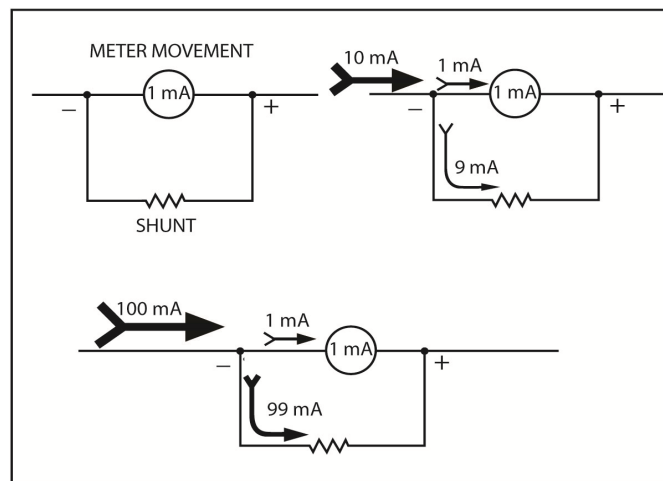 METER MOVEMENT
1 mA
− +
SHUNT
10 mA
1 mA
1 mA
− +
9 mA
100 mA
1 mA
1 mA
− +
99 mA